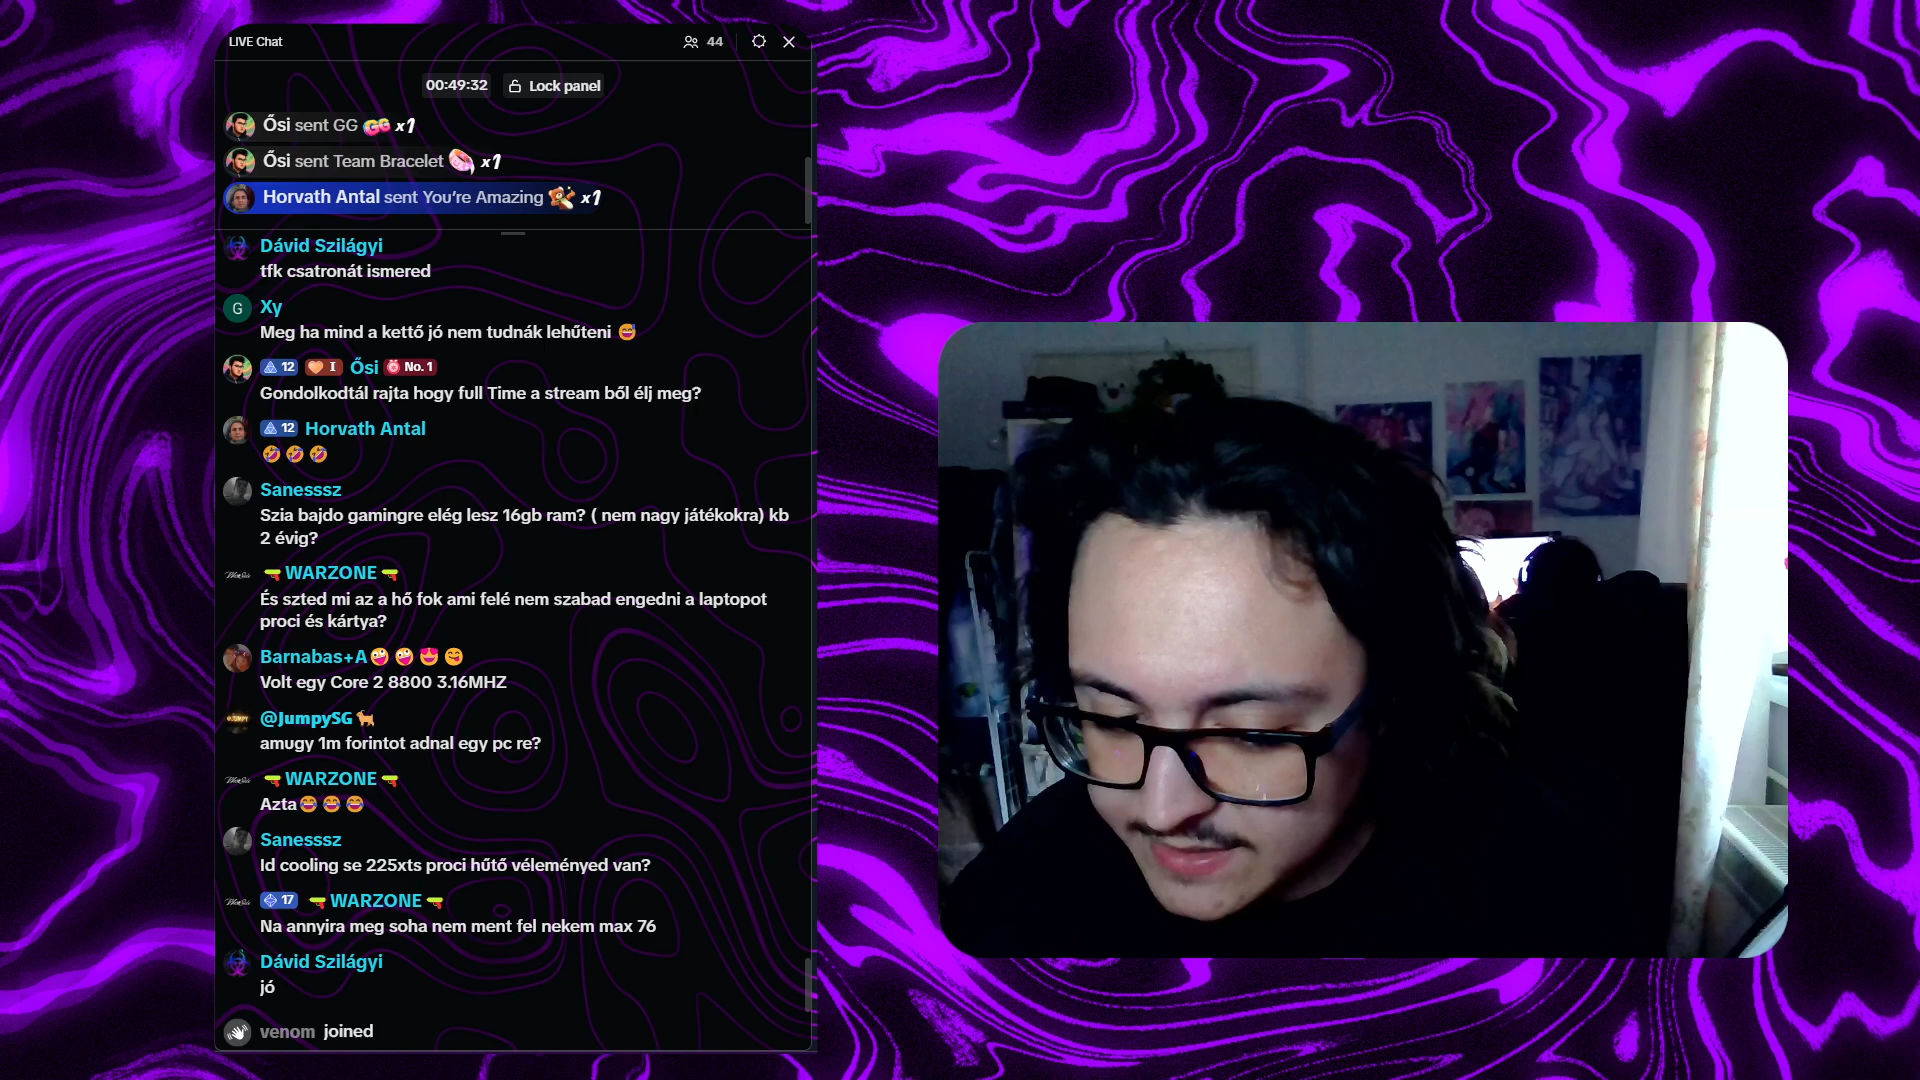 LIVE Chat
44
00:49:32 Lock panel
Ősi sent GG x1
Ősi sent Team Bracelet x1
Horvath Antal sent You're Amazing x1
Dávid Szilágyi
tfk csatronát ismered
G Xy
Meg ha mind a kettő jó nem tudnák lehűteni 😅
12 I Ősi No. 1
Gondolkodtál rajta hogy full Time a stream ből élj meg?
12 Horvath Antal
🤣🤣🤣
Sanesssz
Szia bajdo gamingre elég lesz 16gb ram? ( nem nagy játékokra) kb
2 évig?
WARZONE
És szted mi az a hő fok ami felé nem szabad engedni a laptopot
proci és kártya?
Barnabas+A🤪🤪😍😋
Volt egy Core 2 8800 3.16MHZ
@JumpySG🐕
amugy 1m forintot adnal egy pc re?
WARZONE
Azta😂😂😂
Sanesssz
Id cooling se 225xts proci hűtő véleményed van?
17 WARZONE
Na annyira meg soha nem ment fel nekem max 76
Dávid Szilágyi
jó
venom joined